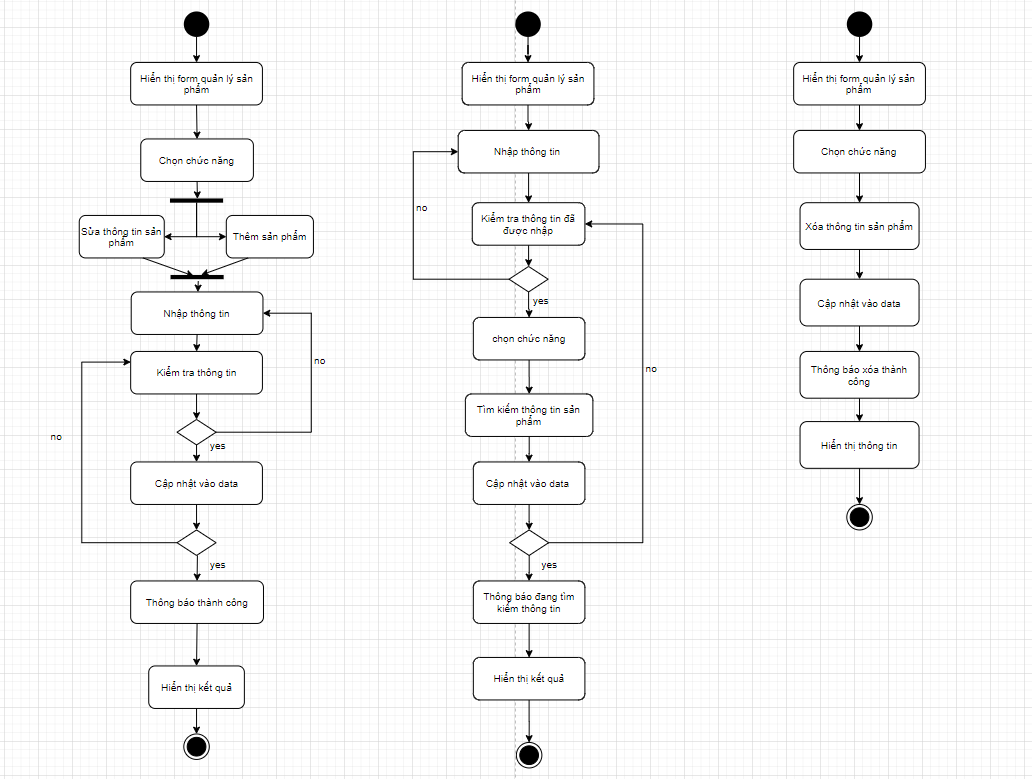 Hiển thị form quản lý sản
phẩm
Chọn chức năng
Sửa thông tin sản
phẩm
Thêm sản phẩm
Nhập thông tin
no
Kiểm tra thông tin
no
yes
Cập nhật vào data
yes
Thông báo thành công
Hiển thị kết quả
Hiển thị form quản lý sản
phẩm
Nhập thông tin
no
Kiểm tra thông tin đã
được nhập
yes
chọn chức năng
no
Tìm kiếm thông tin sản
phẩm
Cập nhật vào data
yes
Thông báo đang tìm
kiếm thông tin
Hiển thị kết quả
Hiển thị form quản lý sản
phẩm
Chọn chức năng
Xóa thông tin sản phẩm
Cập nhật vào data
Thông báo xóa thành
công
Hiển thị thông tin